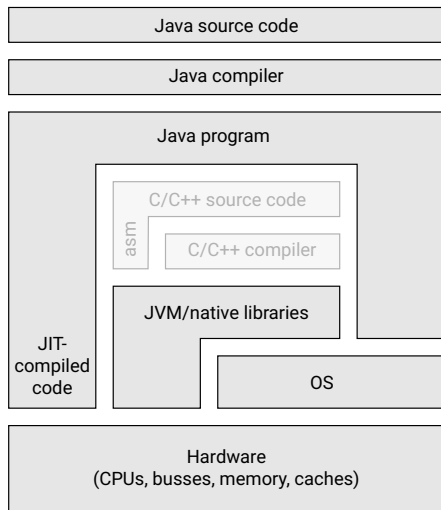 Java source code
Java compiler
Java program
C/C++ source code
asm
C/C++ compiler
JVM/native libraries
JIT-
compiled
code
OS
Hardware
(CPUs, busses, memory, caches)